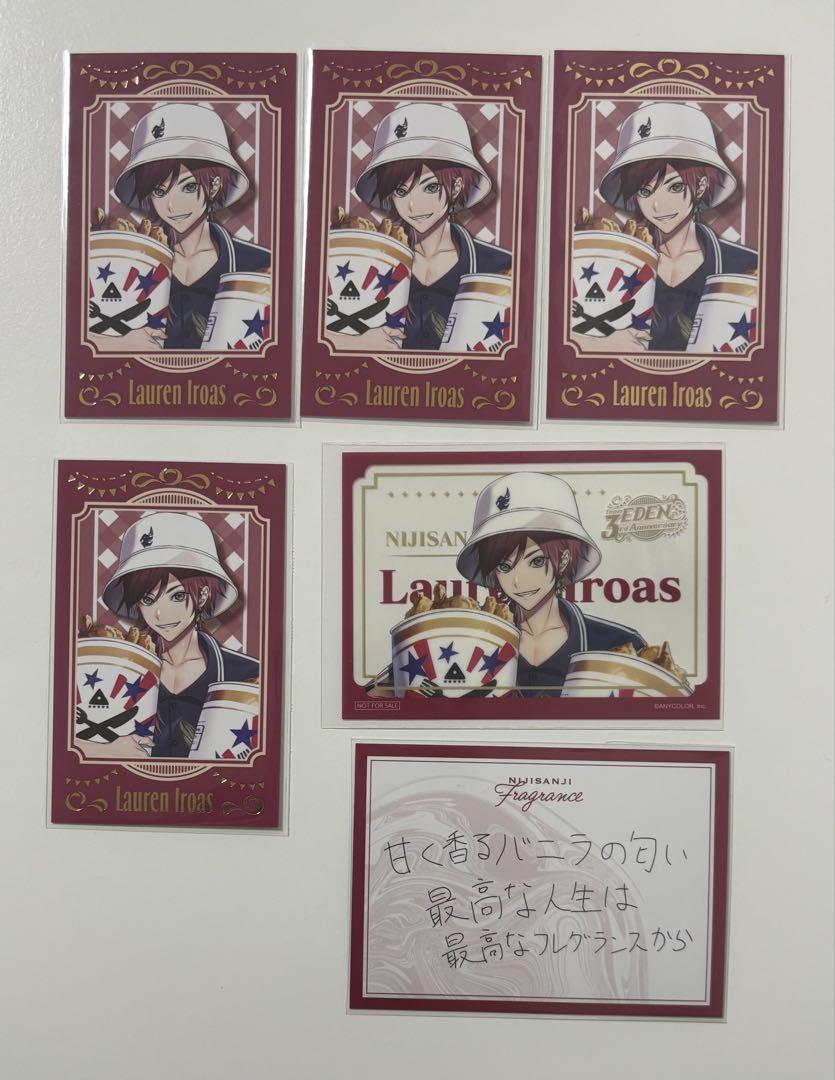 Lauren Iroas
Lauren Iroas
Lauren Iroas
Lauren Iroas
NIJISAN
Team
EDEN
3rd Anniversary
Iroas
NOT FOR SALE
©ANYCOLOR, Inc.
NIJISANJI
Fragrance
甘く香るバニラの匂い
最高な人生は
最高なフレグランスから